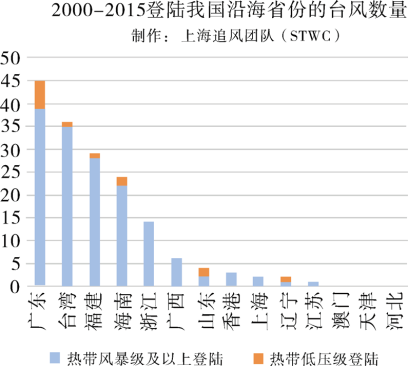 2000-2015登陆我国沿海省份的台风数量
制作：上海追风团队（STWC）
50
45
40
35
30
25
20
15
10
5
0
广东 台湾 福建 海南 浙江 广西 山东 香港 上海 辽宁 江苏 澳门 天津 河北
热带风暴级及以上登陆 热带低压级登陆